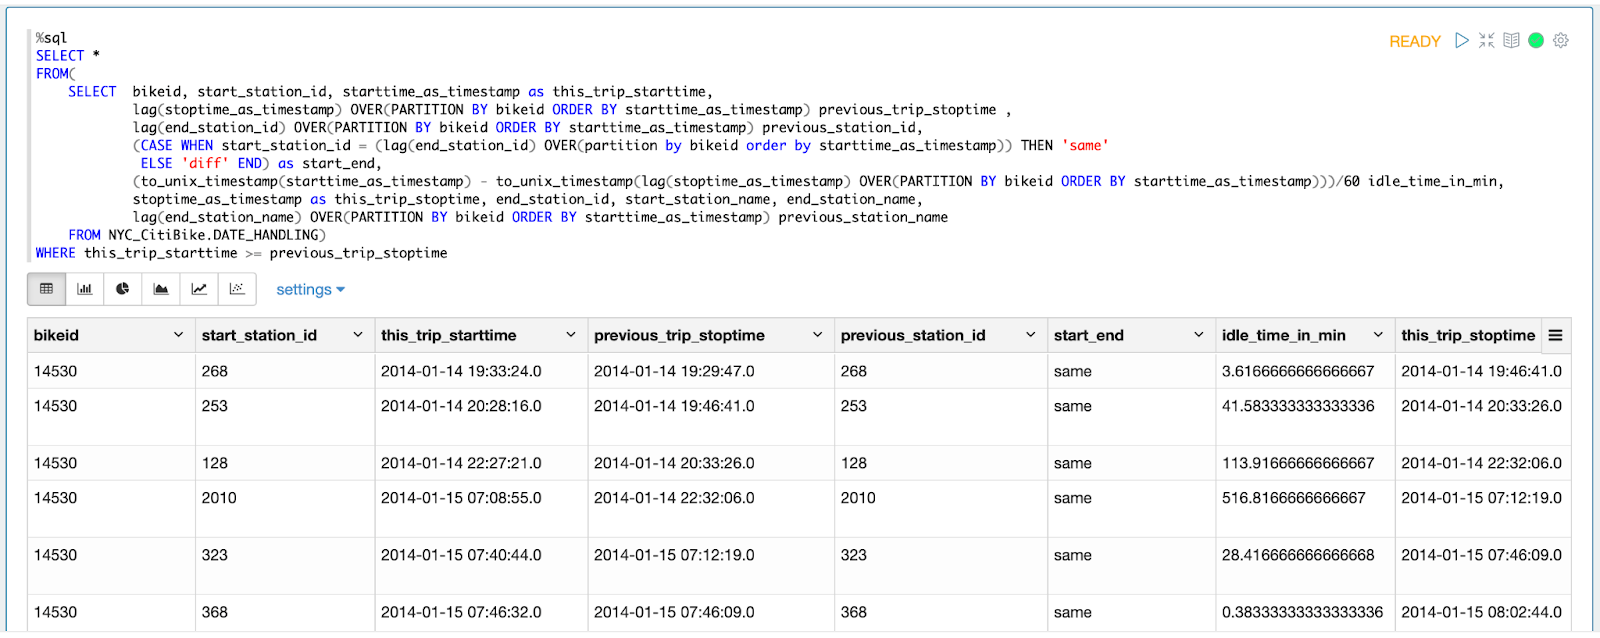 %sql
READY
SELECT *
FROM(
SELECT bikeid, start_station_id, starttime_as_timestamp as this_trip_starttime,
lag(stoptime_as_timestamp) OVER(PARTITION BY bikeid ORDER BY starttime_as_timestamp) previous_trip_stoptime ,
lag(end_station_id) OVER(PARTITION BY bikeid ORDER BY starttime_as_timestamp) previous_station_id,
(CASE WHEN start_station_id = (lag(end_station_id) OVER(partition by bikeid order by starttime_as_timestamp)) THEN 'same'
ELSE 'diff' END) as start_end,
(to_unix_timestamp(starttime_as_timestamp) - to_unix_timestamp(lag(stoptime_as_timestamp) OVER(PARTITION BY bikeid ORDER BY starttime_as_timestamp)))/60 idle_time_in_min,
stoptime_as_timestamp as this_trip_stoptime, end_station_id, start_station_name, end_station_name,
lag(end_station_name) OVER(PARTITION BY bikeid ORDER BY starttime_as_timestamp) previous_station_name
FROM NYC_CitiBike.DATE_HANDLING)
WHERE this_trip_starttime >= previous_trip_stoptime
settings
bikeid start_station_id this_trip_starttime previous_trip_stoptime previous_station_id start_end idle_time_in_min this_trip_stoptime
14530 268 2014-01-14 19:33:24.0 2014-01-14 19:29:47.0 268 same 3.6166666666666667 2014-01-14 19:46:41.0
14530 253 2014-01-14 20:28:16.0 2014-01-14 19:46:41.0 253 same 41.583333333333336 2014-01-14 20:33:26.0
14530 128 2014-01-14 22:27:21.0 2014-01-14 20:33:26.0 128 same 113.91666666666667 2014-01-14 22:32:06.0
14530 2010 2014-01-15 07:08:55.0 2014-01-14 22:32:06.0 2010 same 516.8166666666667 2014-01-15 07:12:19.0
14530 323 2014-01-15 07:40:44.0 2014-01-15 07:12:19.0 323 same 28.416666666666668 2014-01-15 07:46:09.0
14530 368 2014-01-15 07:46:32.0 2014-01-15 07:46:09.0 368 same 0.38333333333333336 2014-01-15 08:02:44.0